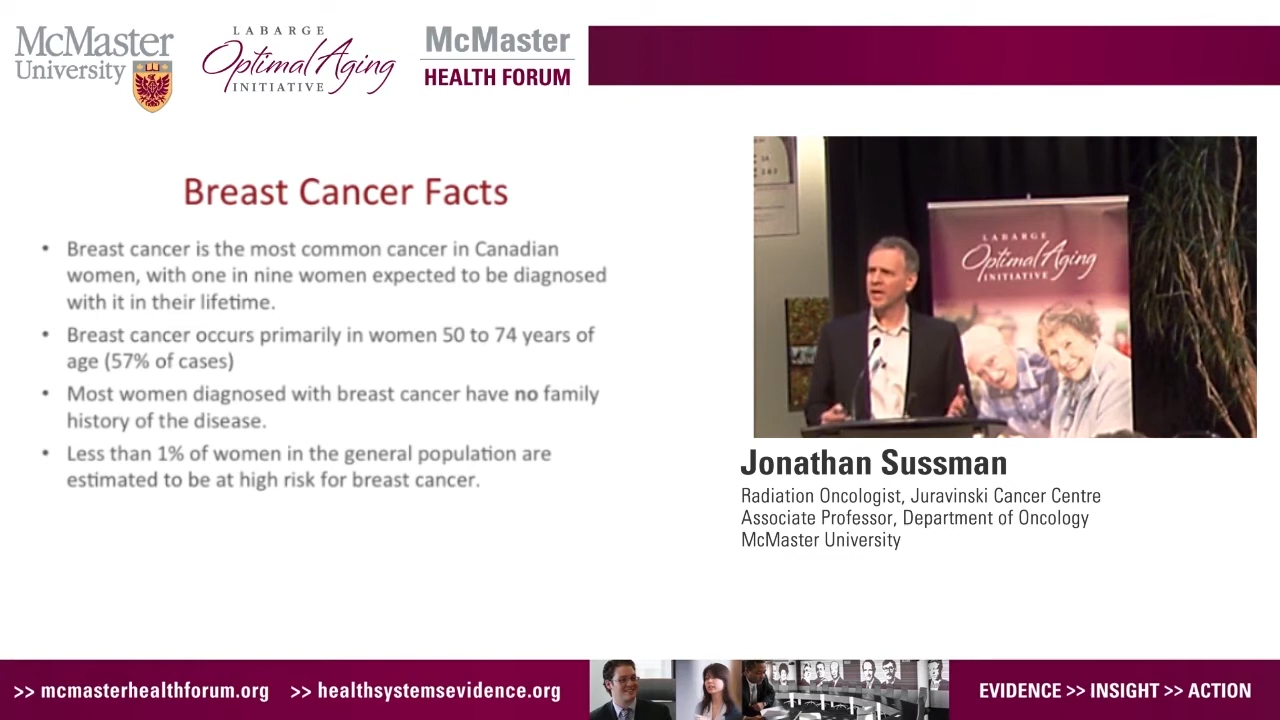 McMaster
University
LABARGE
Optimal Aging
INITIATIVE
McMaster
HEALTH FORUM
Breast Cancer Facts
• Breast cancer is the most common cancer in Canadian
women, with one in nine women expected to be diagnosed
with it in their lifetime.
• Breast cancer occurs primarily in women 50 to 74 years of
age (57% of cases)
• Most women diagnosed with breast cancer have no family
history of the disease.
• Less than 1% of women in the general population are
estimated to be at high risk for breast cancer.
LABARGE
Optimal Aging
INITIATIVE
Jonathan Sussman
Radiation Oncologist, Juravinski Cancer Centre
Associate Professor, Department of Oncology
McMaster University
>> mcmasterhealthforum.org >> healthsystemsevidence.org
EVIDENCE >> INSIGHT >> ACTION